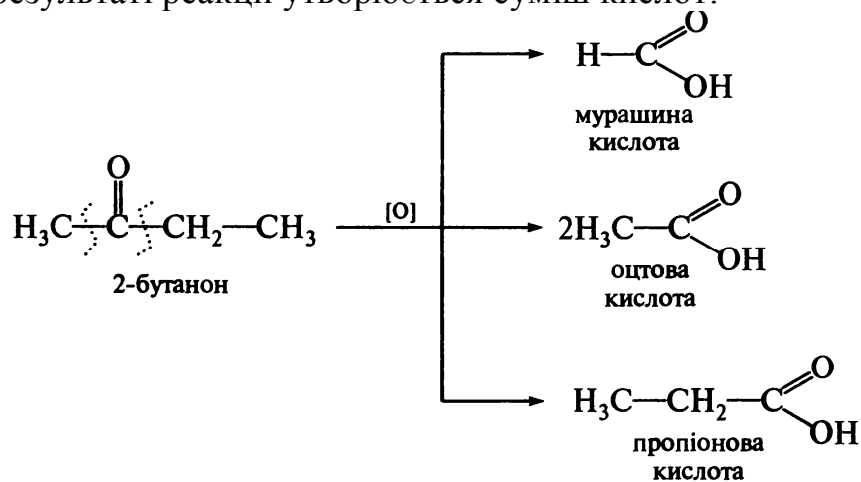 результаті реакції утворюється суміш кислот:
O
H—C
OH
мурашина
кислота
O
H₃C—C—CH₂—CH₃
2-бутанон
[O]
O
2H₃C—C
OH
оцтова
кислота
O
H₃C—CH₂—C
OH
пропіонова
кислота